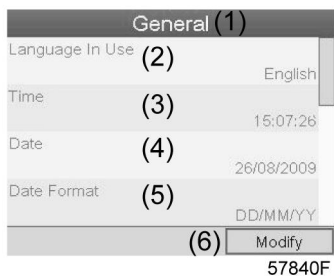 General (1)
Language In Use (2)
English
Time (3)
15:07:26
Date (4)
26/08/2009
Date Format (5)
DD/MM/YY
(6) Modify
57840F